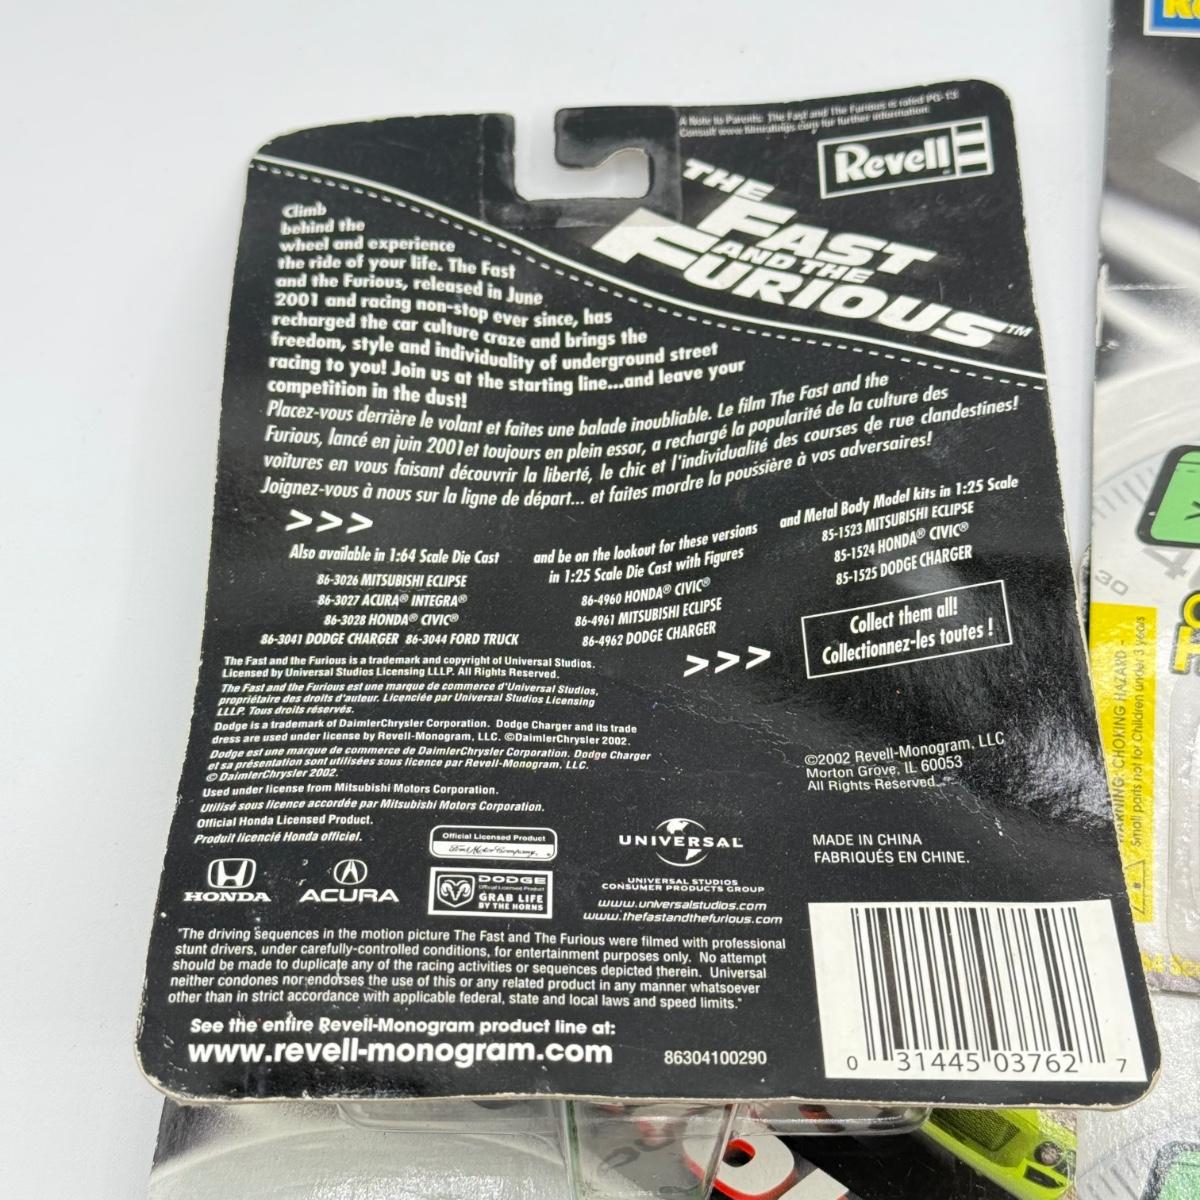 A Note to Parents: The Fast and The Furious is rated PG-13.
Consult www.filmratings.com for further information.
Revell
THE
FAST
AND THE
FURIOUS™
Climb
behind the
wheel and experience
the ride of your life. The Fast
and the Furious, released in June
2001 and racing non-stop ever since, has
recharged the car culture craze and brings the
freedom, style and individuality of underground street
racing to you! Join us at the starting line...and leave your
competition in the dust!
Placez-vous derrière le volant et faites une balade inoubliable. Le film The Fast and the
Furious, lancé en juin 2001et toujours en plein essor, a rechargé la popularité de la culture des
voitures en vous faisant découvrir la liberté, le chic et l'individualité des courses de rue clandestines!
Joignez-vous à nous sur la ligne de départ... et faites mordre la poussière à vos adversaires!
>>>
Also available in 1:64 Scale Die Cast
86-3026 MITSUBISHI ECLIPSE
86-3027 ACURA® INTEGRA®
86-3028 HONDA® CIVIC®
86-3041 DODGE CHARGER 86-3044 FORD TRUCK
and be on the lookout for these versions
in 1:25 Scale Die Cast with Figures
86-4960 HONDA® CIVIC®
86-4961 MITSUBISHI ECLIPSE
86-4962 DODGE CHARGER
>>>
and Metal Body Model kits in 1:25 Scale
85-1523 MITSUBISHI ECLIPSE
85-1524 HONDA® CIVIC®
85-1525 DODGE CHARGER
Collect them all!
Collectionnez-les toutes !
The Fast and the Furious is a trademark and copyright of Universal Studios.
Licensed by Universal Studios Licensing LLLP. All Rights Reserved.
The Fast and the Furious est une marque de commerce d'Universal Studios,
propriétaire des droits d'auteur. Licenciée par Universal Studios Licensing
LLLP. Tous droits réservés.
Dodge is a trademark of DaimlerChrysler Corporation. Dodge Charger and its trade
dress are used under license by Revell-Monogram, LLC. ©DaimlerChrysler 2002.
Dodge est une marque de commerce de DaimlerChrysler Corporation. Dodge Charger
et sa présentation sont utilisées sous licence par Revell-Monogram, LLC.
© DaimlerChrysler 2002.
Used under license from Mitsubishi Motors Corporation.
Utilisé sous licence accordée par Mitsubishi Motors Corporation.
Official Honda Licensed Product.
Produit licencié Honda officiel.
HONDA
ACURA
Official Licensed Product
Ford Motor Company
DODGE
Official Licensed Product
GRAB LIFE
BY THE HORNS
UNIVERSAL
UNIVERSAL STUDIOS
CONSUMER PRODUCTS GROUP
www.universalstudios.com
www.thefastandthefurious.com
©2002 Revell-Monogram, LLC
Morton Grove, IL 60053
All Rights Reserved.
MADE IN CHINA
FABRIQUÉS EN CHINE.
"The driving sequences in the motion picture The Fast and The Furious were filmed with professional
stunt drivers, under carefully-controlled conditions, for entertainment purposes only. No attempt
should be made to duplicate any of the racing activities or sequences depicted therein. Universal
neither condones nor endorses the use of this or any related product in any manner whatsoever
other than in strict accordance with applicable federal, state and local laws and speed limits."
See the entire Revell-Monogram product line at:
www.revell-monogram.com
86304100290
0 31445 03762 7
30
WARNING: CHOKING HAZARD -
Small parts not for Children under 3 years